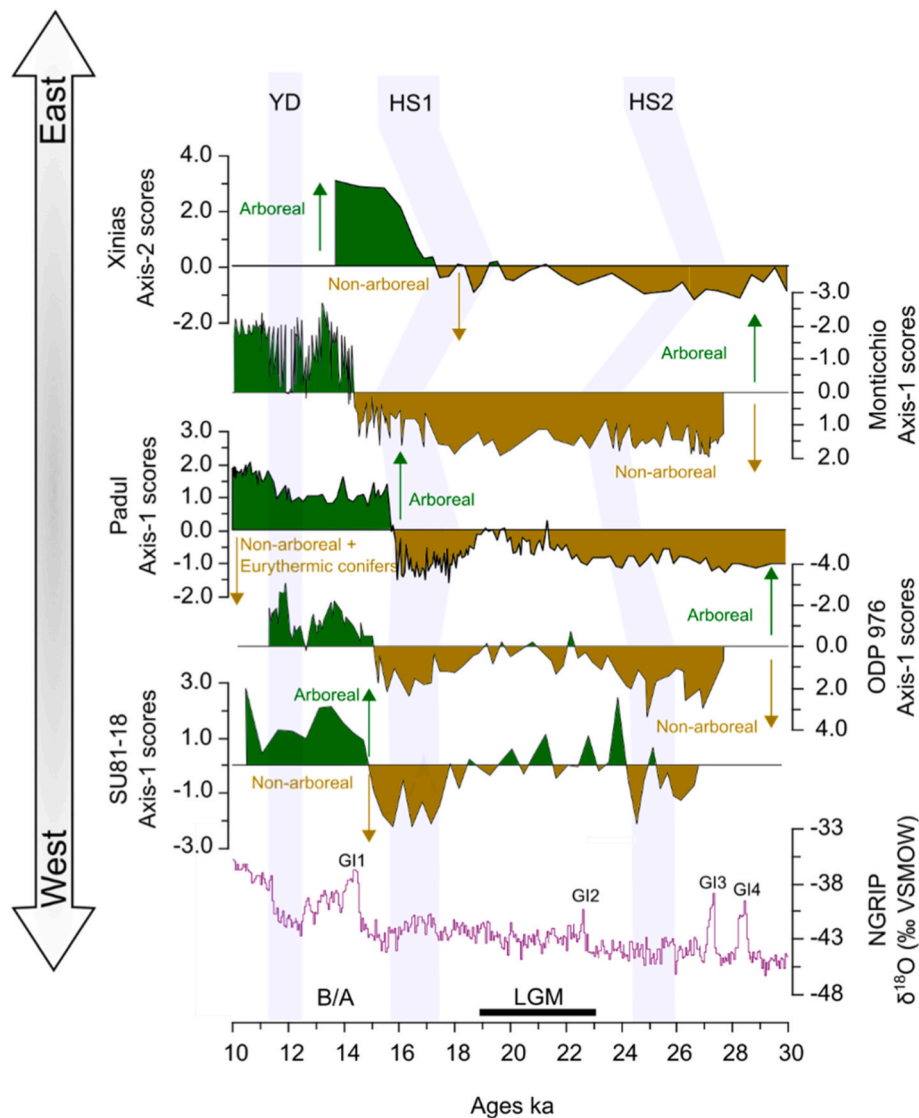 East
West
YD
HS1
HS2
Xinias
Axis-2 scores
4.0
2.0
0.0
-2.0
Arboreal
Non-arboreal
Monticchio
Axis-1 scores
-3.0
-2.0
-1.0
0.0
1.0
2.0
Arboreal
Non-arboreal
Padul
Axis-1 scores
3.0
2.0
1.0
0.0
-1.0
-2.0
Arboreal
Non-arboreal +
Eurythermic conifers
ODP 976
Axis-1 scores
-4.0
-2.0
0.0
2.0
4.0
Arboreal
Non-arboreal
SU81-18
Axis-1 scores
3.0
1.0
-1.0
-3.0
Arboreal
Non-arboreal
NGRIP
δ18O (‰ VSMOW)
-33
-38
-43
-48
GI1
GI2
GI3
GI4
B/A
LGM
10 12 14 16 18 20 22 24 26 28 30
Ages ka